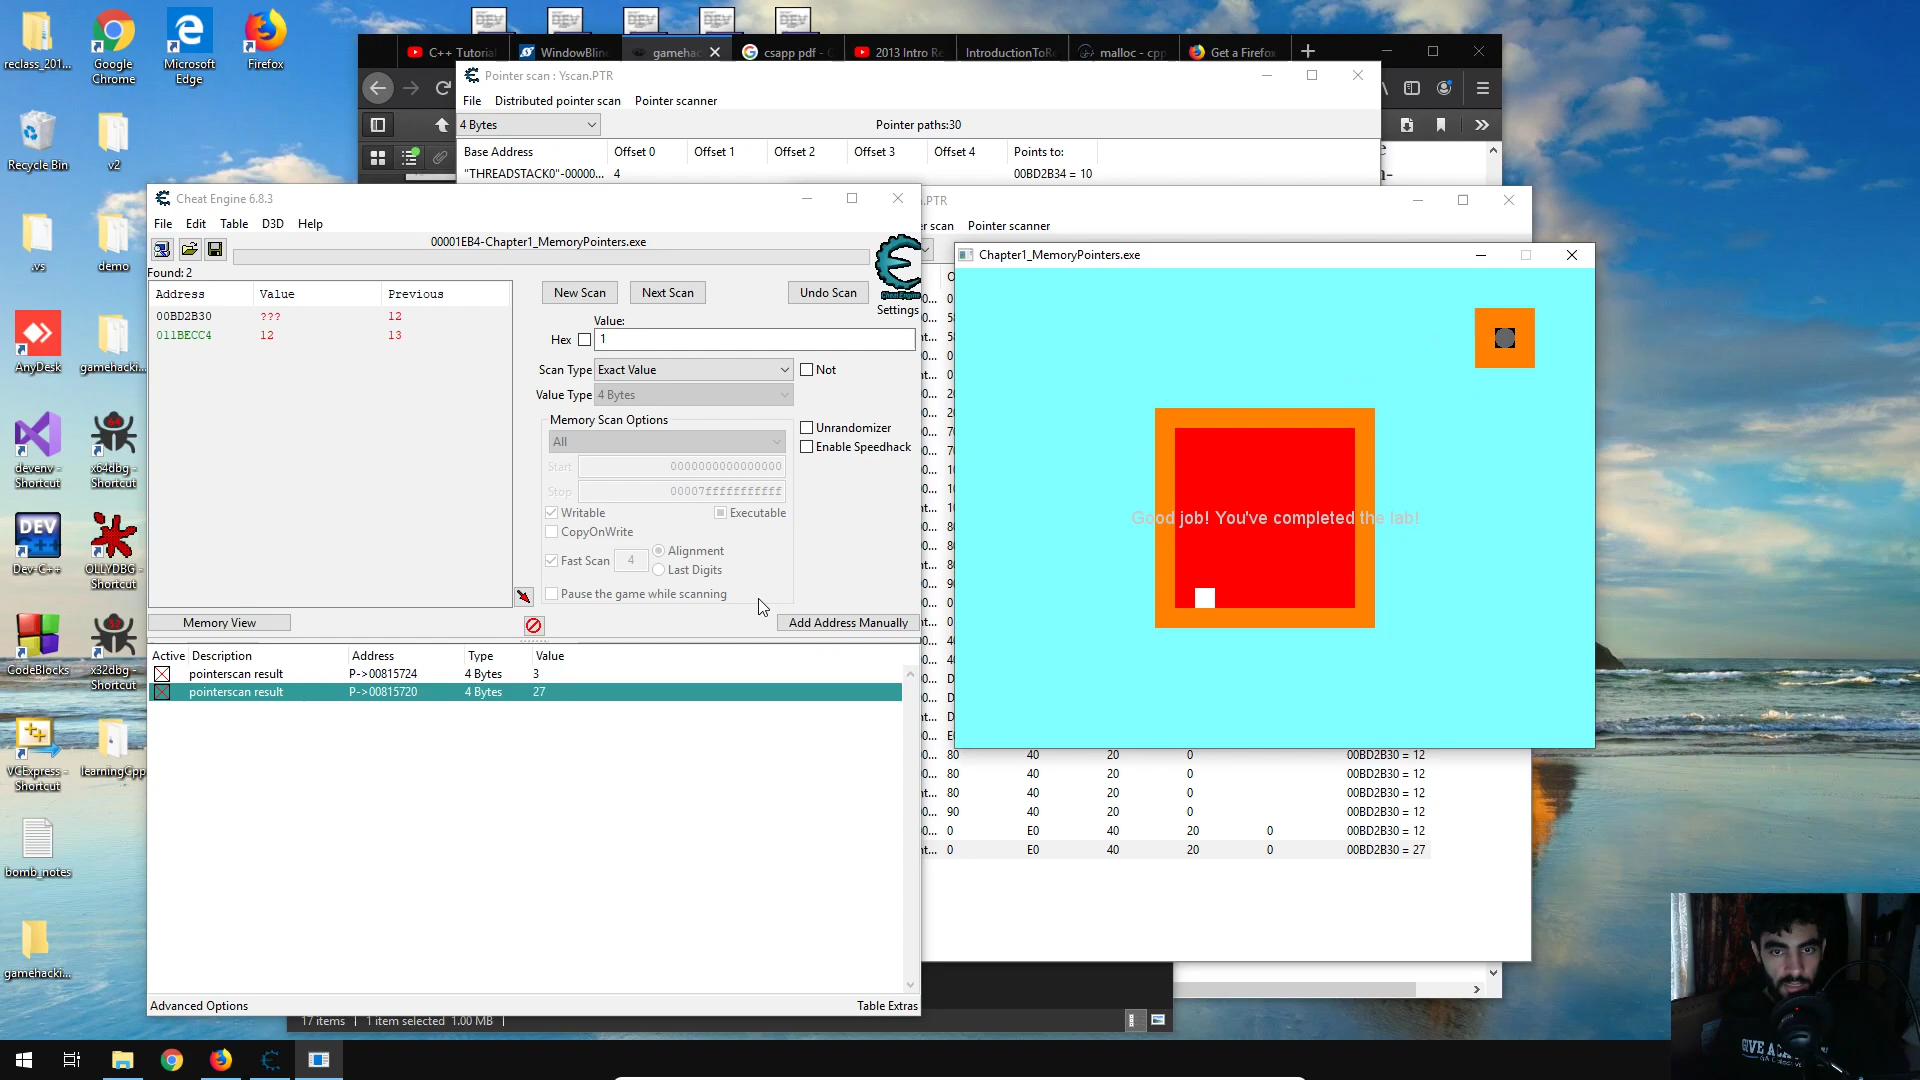 reclass_201...
Google Chrome
Microsoft Edge
Firefox
Recycle Bin
v2
.vs
demo
AnyDesk
gamehacki...
devenv - Shortcut
x64dbg - Shortcut
Dev-C++
OLLYDBG - Shortcut
CodeBlocks
x32dbg - Shortcut
VCExpress - Shortcut
learningCpp
bomb_notes
gamehacki...
DEV DEV DEV DEV DEV
C++ Tutorial
WindowBlin
gamehac
csapp pdf -
2013 Intro Re
IntroductionToRe
malloc - cpp
Get a Firefox
Pointer scan : Yscan.PTR
File Distributed pointer scan Pointer scanner
4 Bytes
Pointer paths:30
Base Address Offset 0 Offset 1 Offset 2 Offset 3 Offset 4 Points to:
"THREADSTACK0"-00000... 4 00BD2B34 = 10
n.PTR
er scan Pointer scanner
Cheat Engine 6.8.3
File Edit Table D3D Help
00001EB4-Chapter1_MemoryPointers.exe
Found: 2
Address Value Previous
00BD2B30 ??? 12
011BECC4 12 13
New Scan Next Scan Undo Scan
Settings
Value:
Hex 1
Scan Type Exact Value Not
Value Type 4 Bytes
Memory Scan Options
All
Start 0000000000000000
Stop 00007fffffffffff
Writable Executable
CopyOnWrite
Fast Scan 4 Alignment
Last Digits
Pause the game while scanning
Unrandomizer
Enable Speedhack
Memory View
Add Address Manually
Active Description Address Type Value
pointerscan result P->00815724 4 Bytes 3
pointerscan result P->00815720 4 Bytes 27
Advanced Options
Table Extras
Chapter1_MemoryPointers.exe
Good job! You've completed the lab!
80 40 20 0 00BD2B30 = 12
80 40 20 0 00BD2B30 = 12
80 40 20 0 00BD2B30 = 12
90 40 20 0 00BD2B30 = 12
0 E0 40 20 0 00BD2B30 = 12
0 E0 40 20 0 00BD2B30 = 27
17 items 1 item selected 1.00 MB